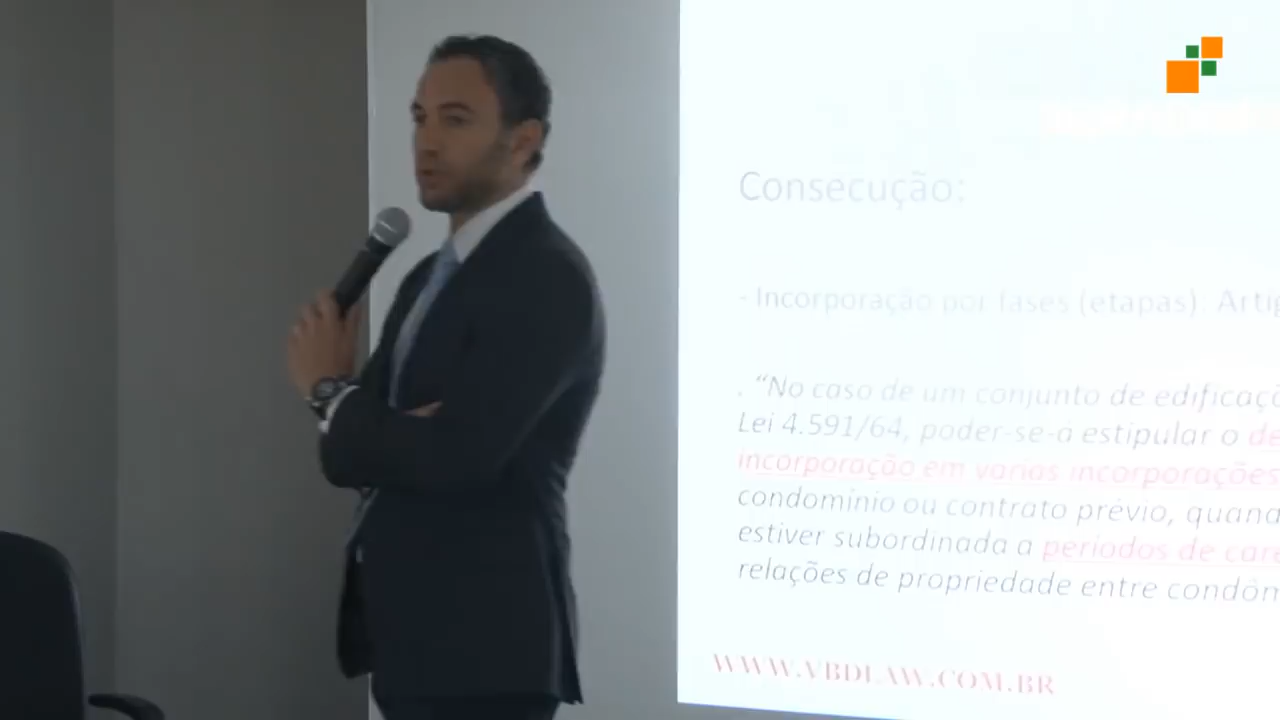 Consecução:
- Incorporação por fases (etapas). Artig
. “No caso de um conjunto de edificaçõ
Lei 4.591/64, poder-se-á estipular o de
incorporação em várias incorporações
condomínio ou contrato prévio, quand
estiver subordinada a períodos de care
relações de propriedade entre condôm
WWW.VBDLAW.COM.BR